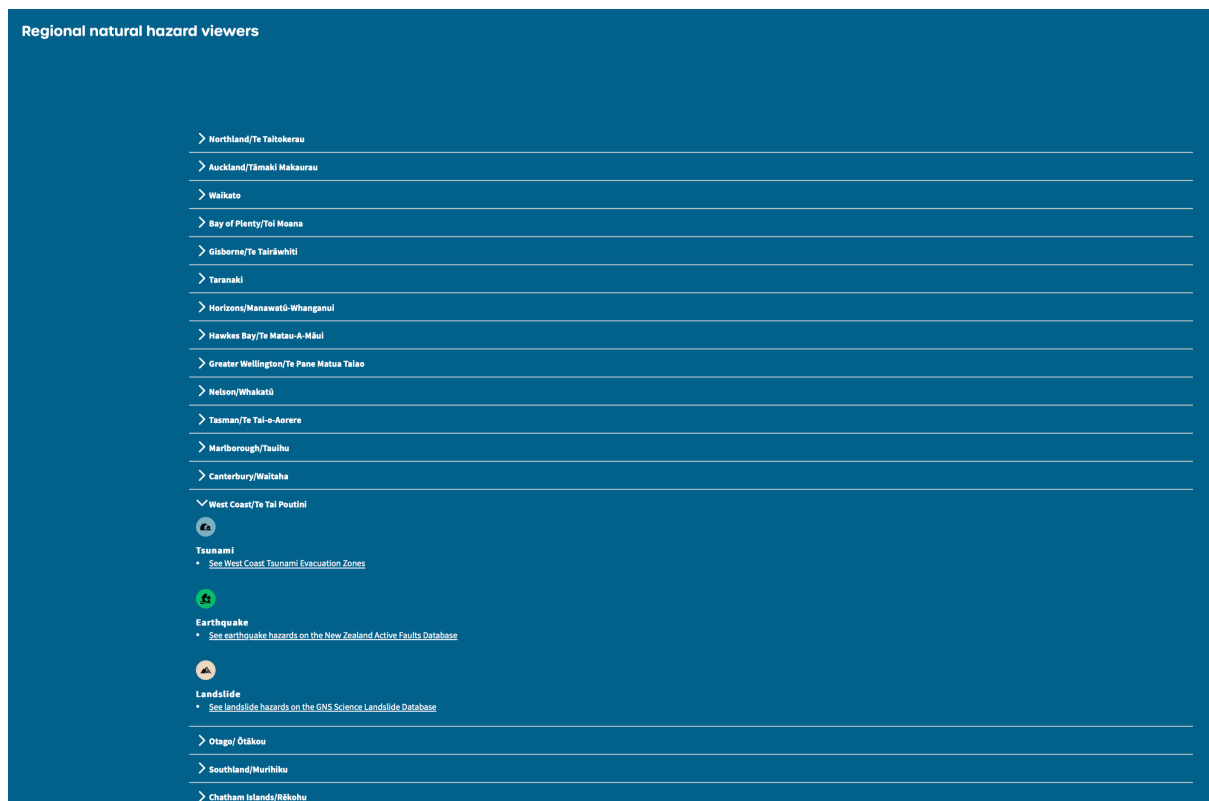 Regional natural hazard viewers
Northland/Te Taitokerau
Auckland/Tāmaki Makaurau
Waikato
Bay of Plenty/Toi Moana
Gisborne/Te Tairāwhiti
Taranaki
Horizons/Manawatū-Whanganui
Hawkes Bay/Te Matau-A-Māui
Greater Wellington/Te Pane Matua Taiao
Nelson/Whakatū
Tasman/Te Tai-o-Aorere
Marlborough/Tauihu
Canterbury/Waitaha
West Coast/Te Tai Poutini
Tsunami
• See West Coast Tsunami Evacuation Zones
Earthquake
• See earthquake hazards on the New Zealand Active Faults Database
Landslide
• See landslide hazards on the GNS Science Landslide Database
Otago/ Ōtākou
Southland/Murihiku
Chatham Islands/Rēkohu